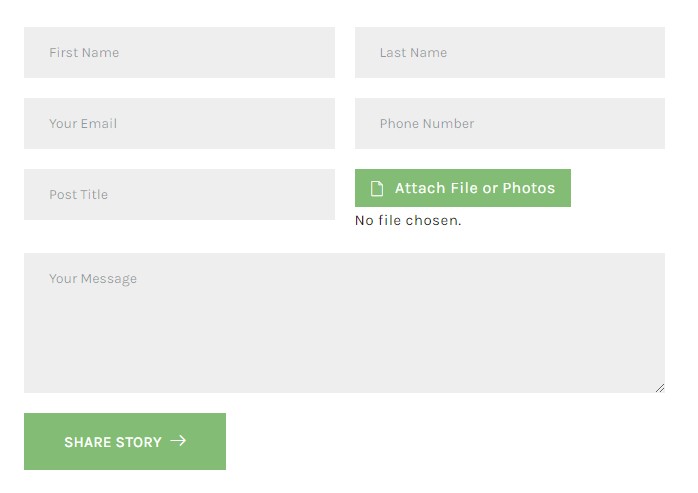 First Name
Last Name
Your Email
Phone Number
Post Title
Attach File or Photos
No file chosen.
Your Message
SHARE STORY